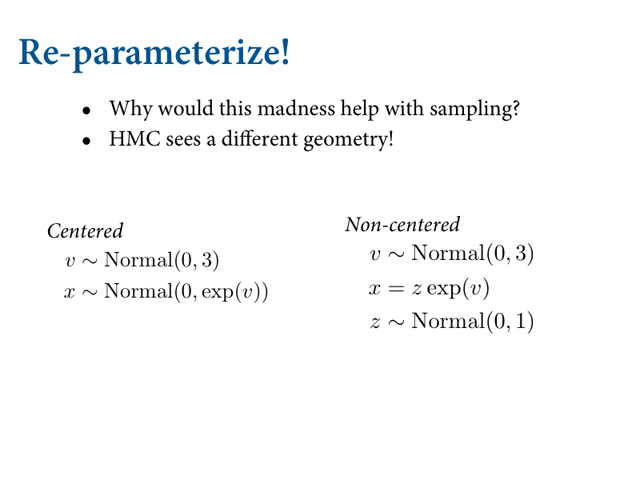 Re-parameterize!
• Why would this madness help with sampling?
• HMC sees a different geometry!
Centered
v ∼ Normal(0, 3)
x ∼ Normal(0, exp(v))
Non-centered
v ∼ Normal(0, 3)
x = z exp(v)
z ∼ Normal(0, 1)